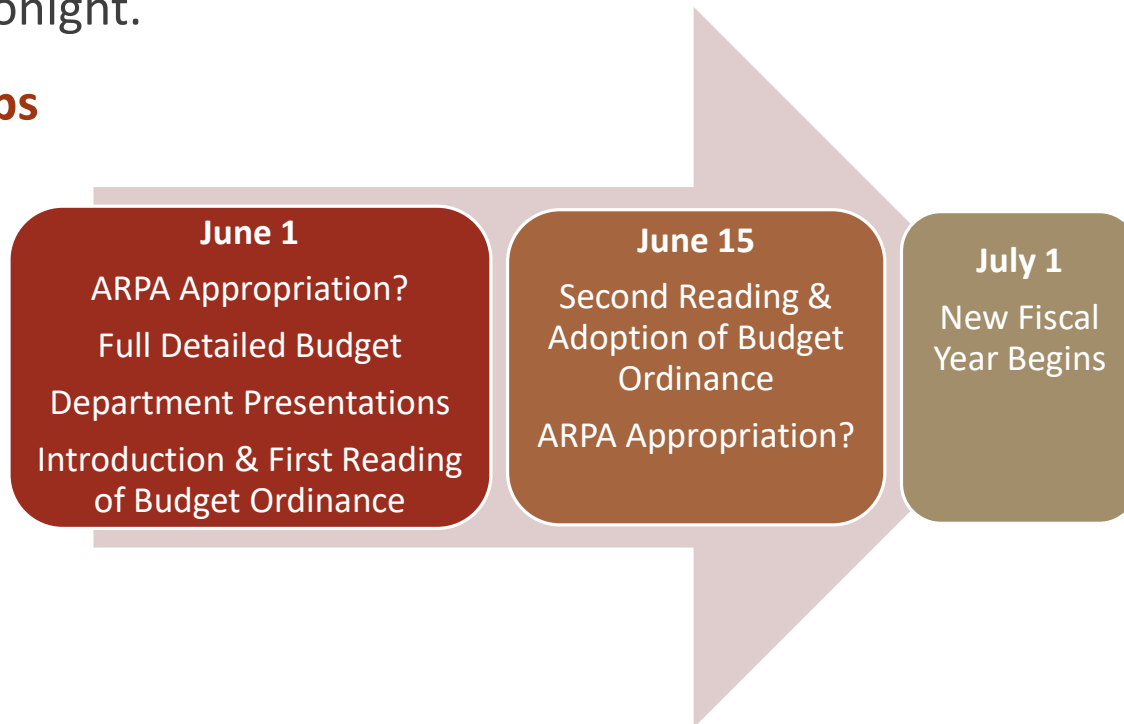 onight.
ps
June 1
ARPA Appropriation?
Full Detailed Budget
Department Presentations
Introduction & First Reading
of Budget Ordinance
June 15
Second Reading &
Adoption of Budget
Ordinance
ARPA Appropriation?
July 1
New Fiscal
Year Begins